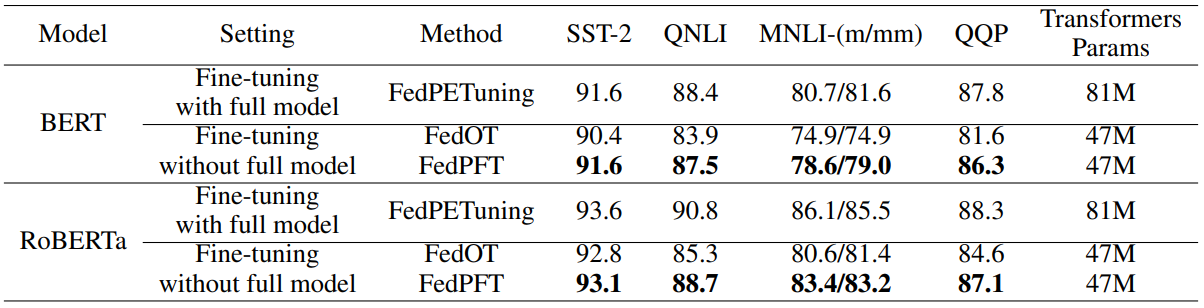 Model Setting Method SST-2 QNLI MNLI-(m/mm) QQP Transformers Params
BERT Fine-tuning with full model FedPETuning 91.6 88.4 80.7/81.6 87.8 81M
Fine-tuning without full model FedOT 90.4 83.9 74.9/74.9 81.6 47M
FedPFT 91.6 87.5 78.6/79.0 86.3 47M
RoBERTa Fine-tuning with full model FedPETuning 93.6 90.8 86.1/85.5 88.3 81M
Fine-tuning without full model FedOT 92.8 85.3 80.6/81.4 84.6 47M
FedPFT 93.1 88.7 83.4/83.2 87.1 47M